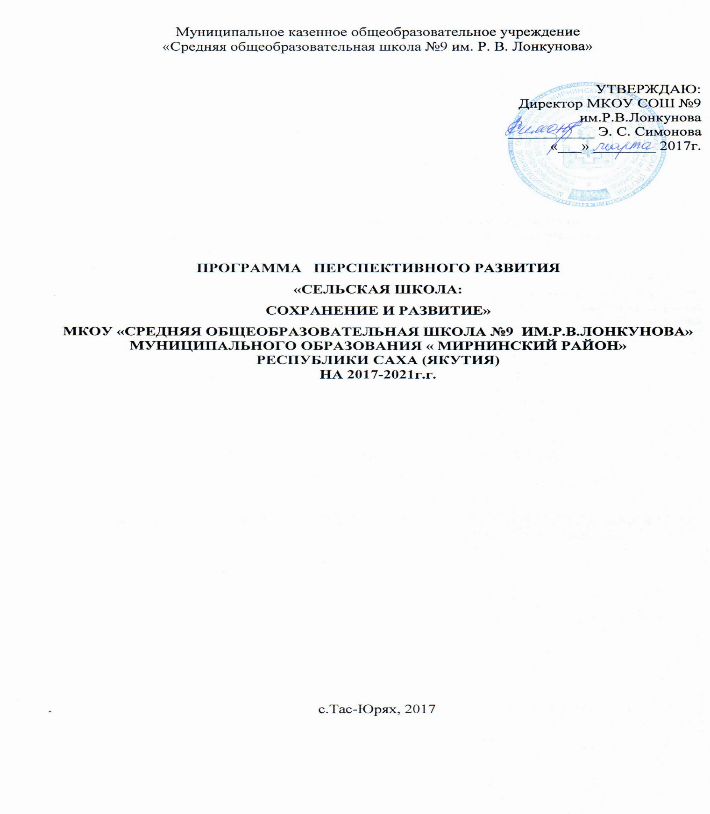 Муниципальное казенное общеобразовательное учреждение
«Средняя общеобразовательная школа №9 им. Р. В. Лонкунова»
УТВЕРЖДАЮ:
Директор МКОУ СОШ №9
им.Р.В.Лонкунова
____________ Э. С. Симонова
«___» марта 2017г.
ПРОГРАММА ПЕРСПЕКТИВНОГО РАЗВИТИЯ
«СЕЛЬСКАЯ ШКОЛА:
СОХРАНЕНИЕ И РАЗВИТИЕ»
МКОУ «СРЕДНЯЯ ОБЩЕОБРАЗОВАТЕЛЬНАЯ ШКОЛА №9 ИМ.Р.В.ЛОНКУНОВА»
МУНИЦИПАЛЬНОГО ОБРАЗОВАНИЯ « МИРНИНСКИЙ РАЙОН»
РЕСПУБЛИКИ САХА (ЯКУТИЯ)
НА 2017-2021г.г.
с.Тас-Юрях, 2017